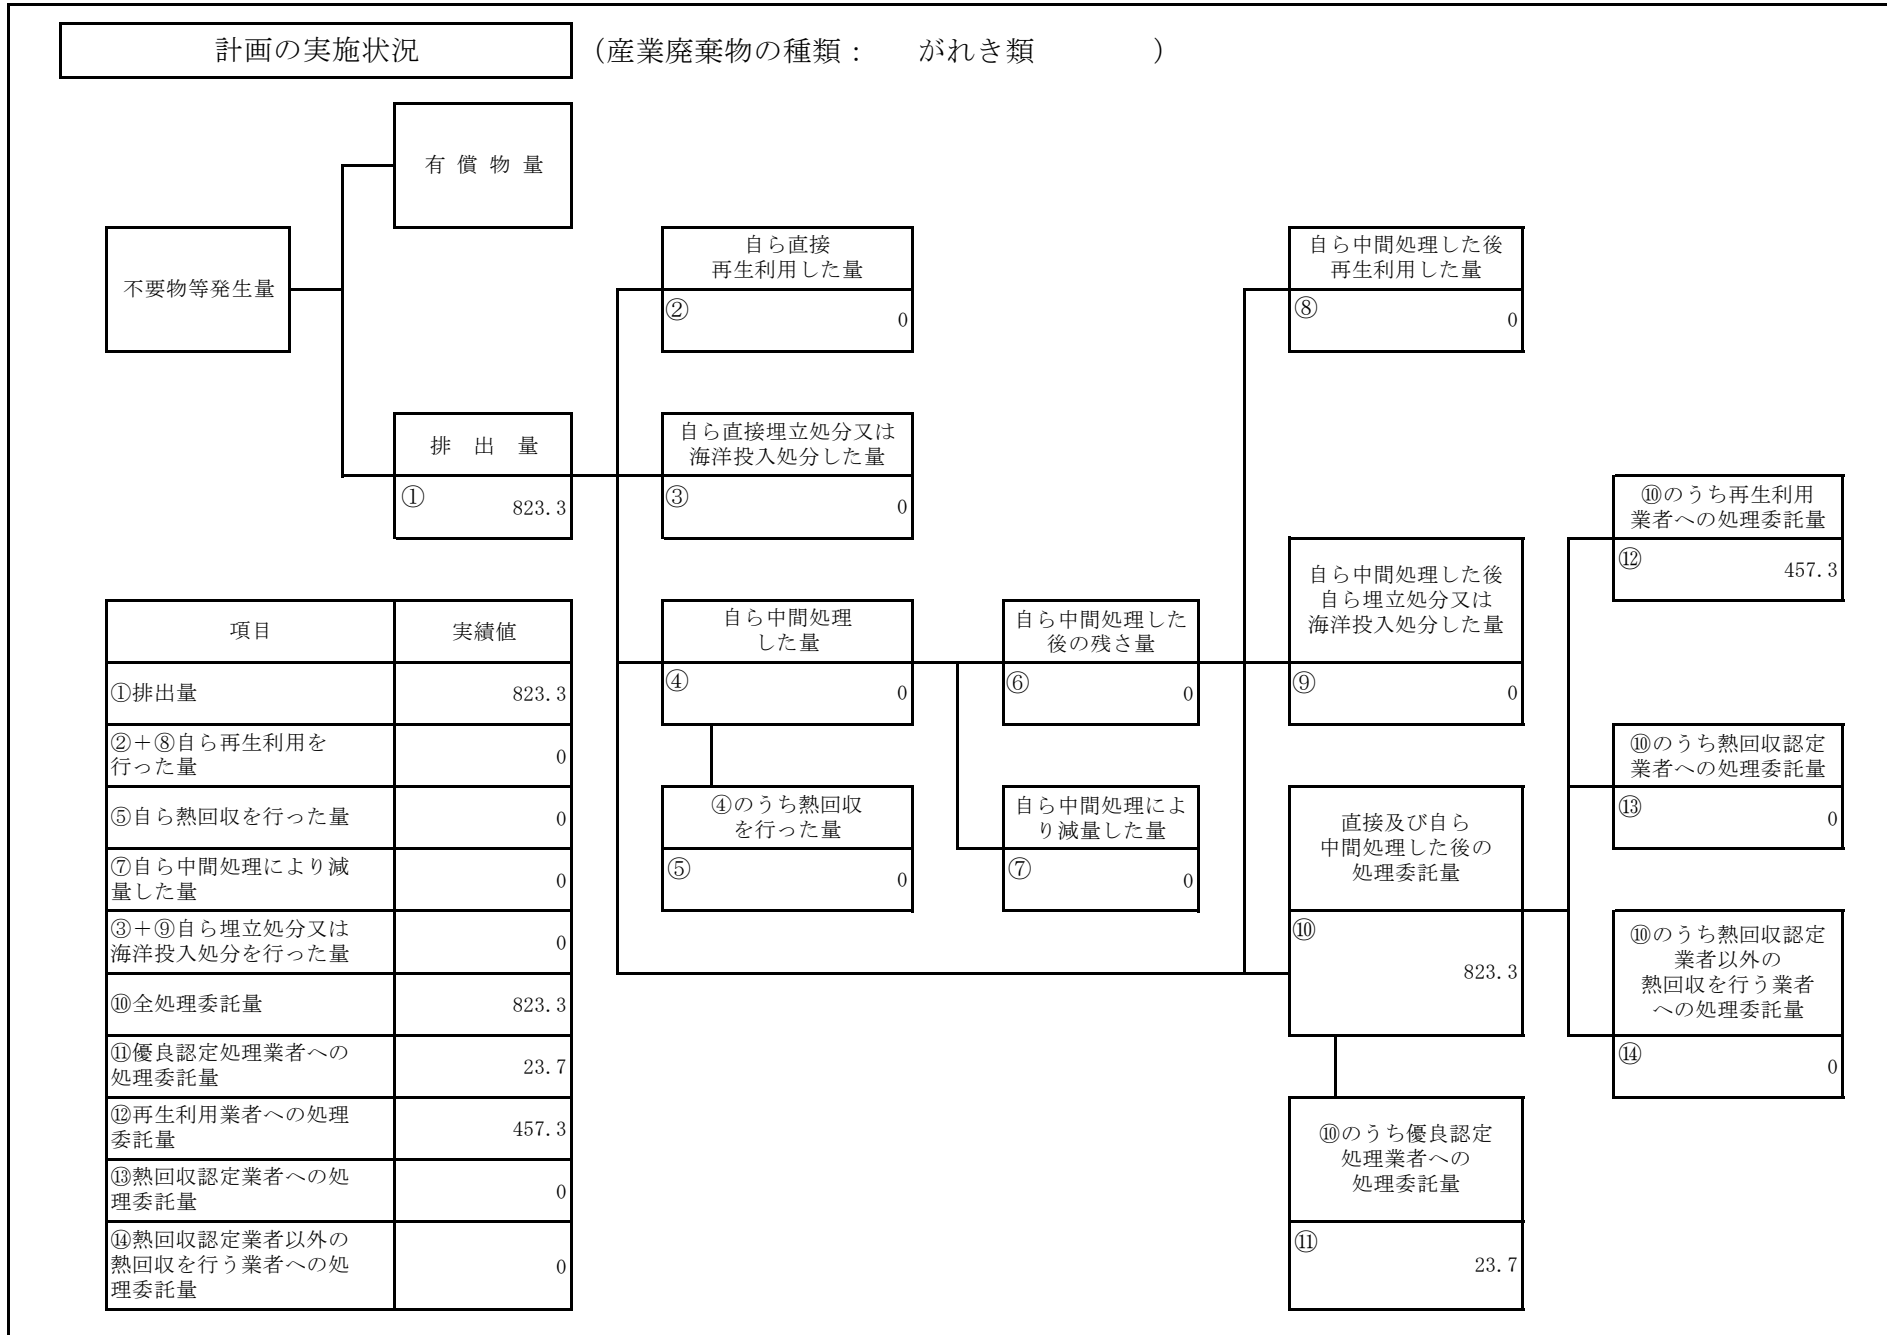 計画の実施状況
（産業廃棄物の種類： がれき類 ）
有 償 物 量
不要物等発生量
自ら直接
再生利用した量
② 0
自ら中間処理した後
再生利用した量
⑧ 0
排 出 量
① 823.3
自ら直接埋立処分又は
海洋投入処分した量
③ 0
⑩のうち再生利用
業者への処理委託量
⑫ 457.3
自ら中間処理した後
自ら埋立処分又は
海洋投入処分した量
⑨ 0
自ら中間処理
した量
④ 0
自ら中間処理した
後の残さ量
⑥ 0
⑩のうち熱回収認定
業者への処理委託量
⑬ 0
④のうち熱回収
を行った量
⑤ 0
自ら中間処理によ
り減量した量
⑦ 0
直接及び自ら
中間処理した後の
処理委託量
⑩ 823.3
⑩のうち熱回収認定
業者以外の
熱回収を行う業者
への処理委託量
⑭ 0
⑩のうち優良認定
処理業者への
処理委託量
⑪ 23.7
項目 実績値
①排出量 823.3
②＋⑧自ら再生利用を
行った量 0
⑤自ら熱回収を行った量 0
⑦自ら中間処理により減
量した量 0
③＋⑨自ら埋立処分又は
海洋投入処分を行った量 0
⑩全処理委託量 823.3
⑪優良認定処理業者への
処理委託量 23.7
⑫再生利用業者への処理
委託量 457.3
⑬熱回収認定業者への処
理委託量 0
⑭熱回収認定業者以外の
熱回収を行う業者への処
理委託量 0